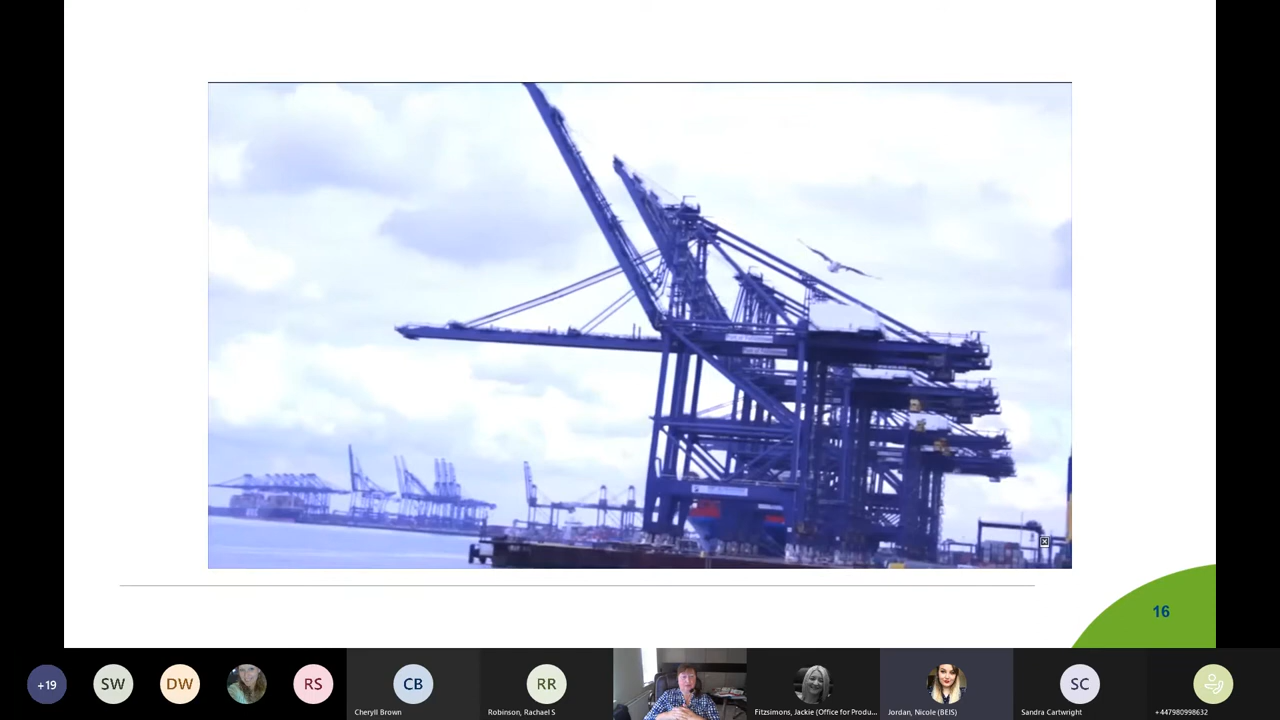 16
+19
SW
DW
RS
CB
Cheryll Brown
RR
Robinson, Rachael S
Fitzsimons, Jackie (Office for Produ...
Jordan, Nicole (BEIS)
SC
Sandra Cartwright
+447980998632